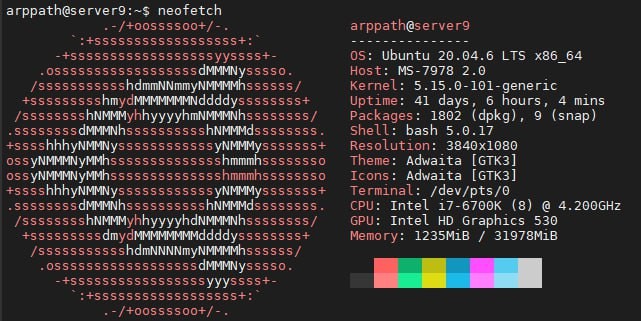 arppath@server9:~$ neofetch
            .-/+oossssoo+/-.
        `:+ssssssssssssssssss+:`
      -+ssssssssssssssssssyyssss+-
    .ossssssssssssssssssdMMMNysssso.
   /ssssssssssshdmmNNmmyNMMMMhssssss/
  +ssssssssshmydMMMMMMMNddddyssssssss+
 /sssssssshNMMMyhhyyyyhmNMMMNhssssssss/
.ssssssssdMMMNhsssssssssshNMMMdssssssss.
+sssshhhyNMMNyssssssssssssyNMMMysssssss+
ossyNMMMNyMMhsssssssssssssshmmmhssssssso
ossyNMMMNyMMhsssssssssssssshmmmhssssssso
+sssshhhyNMMNyssssssssssssyNMMMysssssss+
.ssssssssdMMMNhsssssssssshNMMMdssssssss.
 /sssssssshNMMMyhhyyyyhdNMMMNhssssssss/
  +sssssssssdmydMMMMMMMMddddyssssssss+
   /ssssssssssshdmNNNNmyNMMMMhssssss/
    .ossssssssssssssssssdMMMNysssso.
      -+sssssssssssssssssyyyssss+-
        `:+ssssssssssssssssss+:`
            .-/+oossssoo+/-.
arppath@server9
---------------
OS: Ubuntu 20.04.6 LTS x86_64
Host: MS-7978 2.0
Kernel: 5.15.0-101-generic
Uptime: 41 days, 6 hours, 4 mins
Packages: 1802 (dpkg), 9 (snap)
Shell: bash 5.0.17
Resolution: 3840x1080
Theme: Adwaita [GTK3]
Icons: Adwaita [GTK3]
Terminal: /dev/pts/0
CPU: Intel i7-6700K (8) @ 4.200GHz
GPU: Intel HD Graphics 530
Memory: 1235MiB / 31978MiB